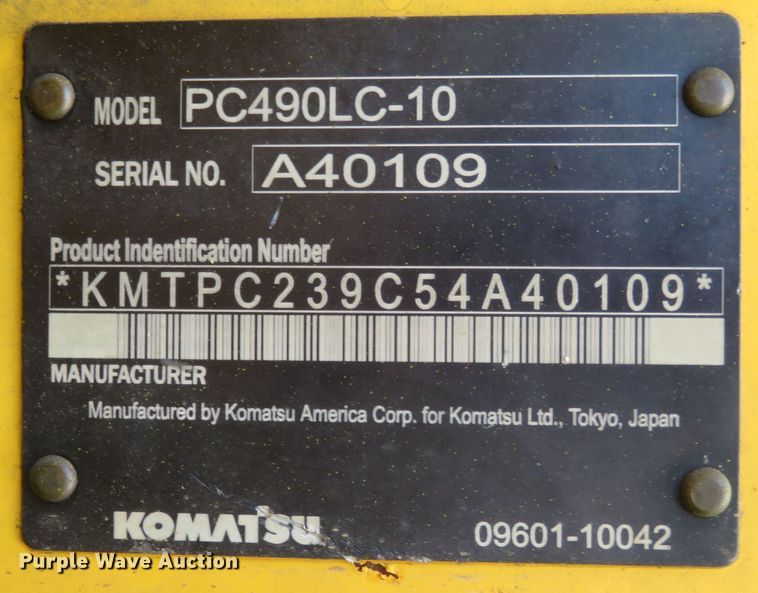 MODEL PC490LC-10
SERIAL NO. A40109
Product Indentification Number
*KMTPC239C54A40109*
MANUFACTURER
Manufactured by Komatsu America Corp. for Komatsu Ltd., Tokyo, Japan
KOMATSU 09601-10042
Purple Wave Auction